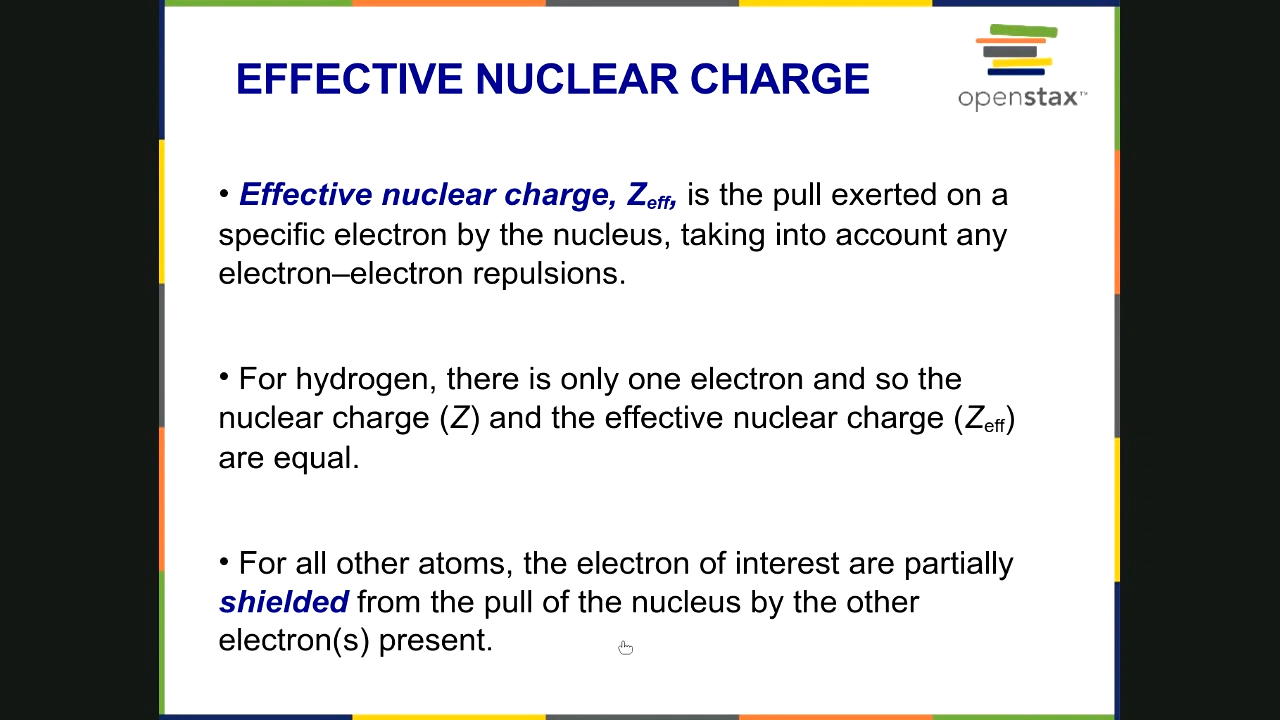 EFFECTIVE NUCLEAR CHARGE
openstax™
• Effective nuclear charge, Zeff, is the pull exerted on a
specific electron by the nucleus, taking into account any
electron–electron repulsions.
• For hydrogen, there is only one electron and so the
nuclear charge (Z) and the effective nuclear charge (Zeff)
are equal.
• For all other atoms, the electron of interest are partially
shielded from the pull of the nucleus by the other
electron(s) present.